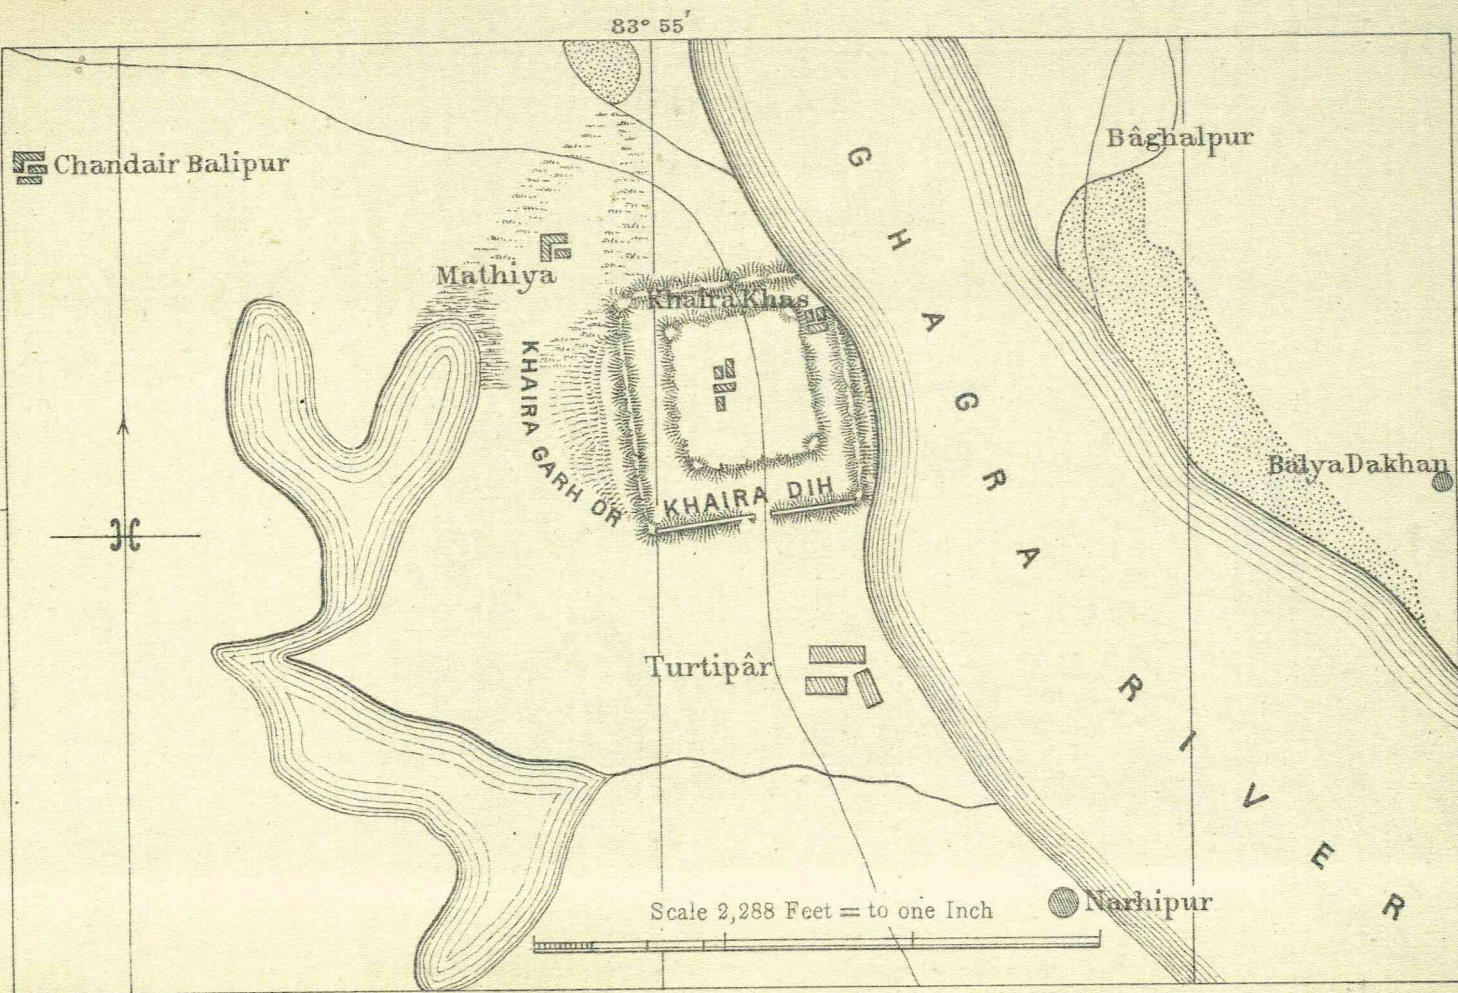 83° 55′
Bâghalpur
Chandair Balipur
Mathiya
Khaira Khas
GHAGRA RIVER
KHAIRA GARH OR
KHAIRA DIH
Balya Dakhan
Turtipâr
Narhipur
Scale 2,288 Feet = to one Inch